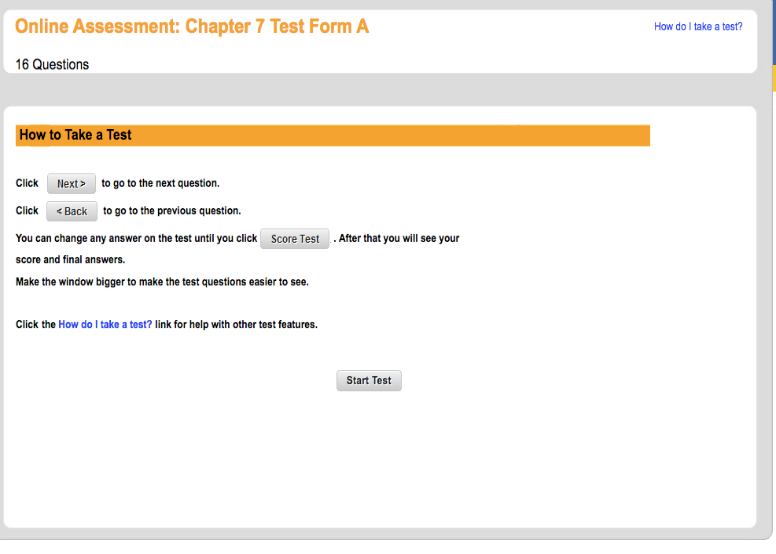 Online Assessment: Chapter 7 Test Form A
How do I take a test?
16 Questions
How to Take a Test
Click Next > to go to the next question.
Click < Back to go to the previous question.
You can change any answer on the test until you click Score Test . After that you will see your
score and final answers.
Make the window bigger to make the test questions easier to see.
Click the How do I take a test? link for help with other test features.
Start Test